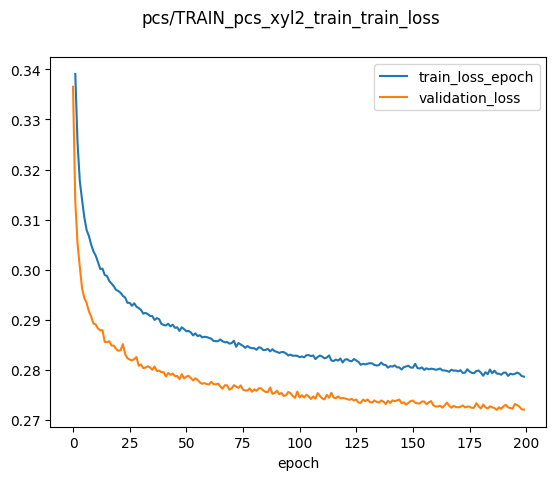 pcs/TRAIN_pcs_xyl2_train_train_loss
train_loss_epoch
validation_loss
0.34
0.33
0.32
0.31
0.30
0.29
0.28
0.27
0 25 50 75 100 125 150 175 200
epoch